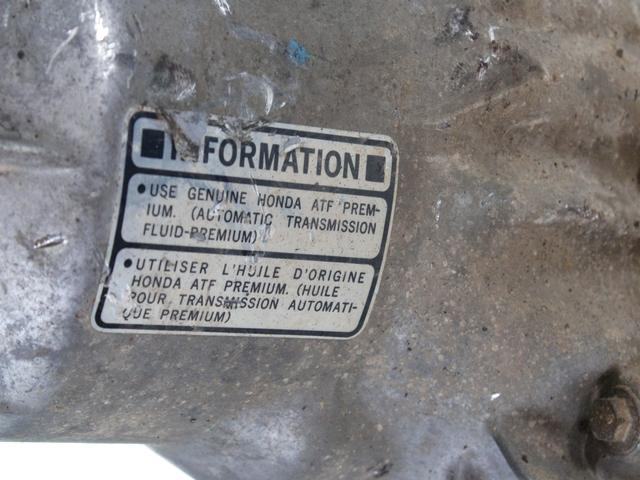 INFORMATION
•USE GENUINE HONDA ATF PREM-
IUM. (AUTOMATIC TRANSMISSION
FLUID-PREMIUM)
•UTILISER L'HUILE D'ORIGINE
HONDA ATF PREMIUM. (HUILE
POUR TRANSMISSION AUTOMATI-
QUE PREMIUM)